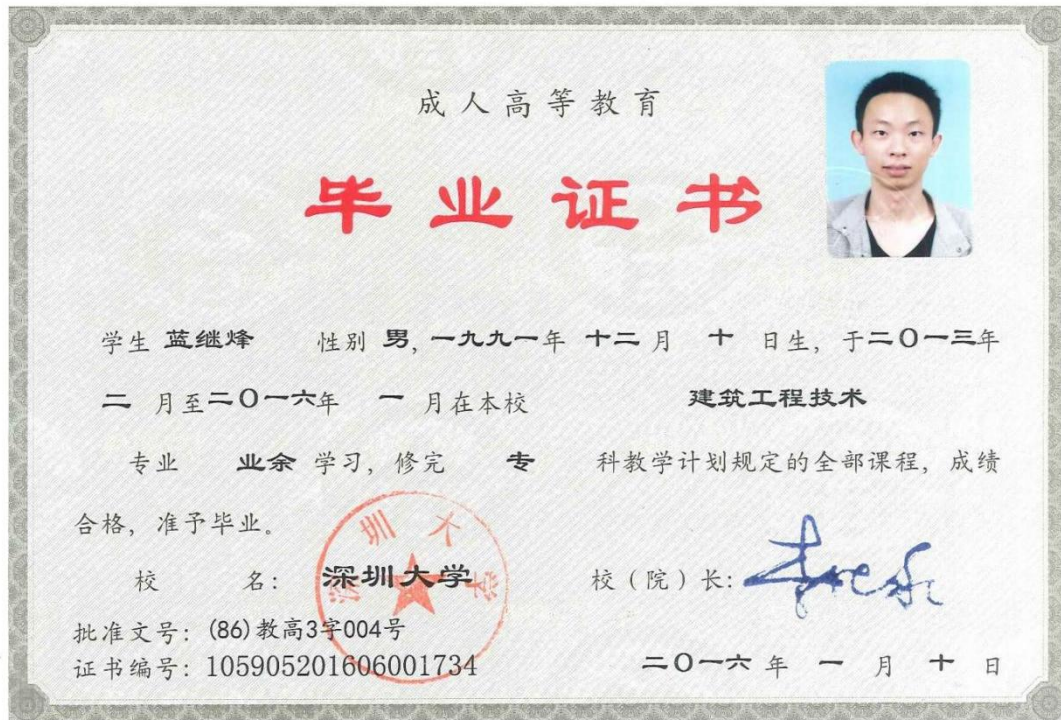 成人高等教育
毕业证书
学生 蓝继烽 性别 男, 一九九一年 十二月 十 日生, 于二〇一三年
二 月至二〇一六年 一 月在本校 建筑工程技术
专业 业余 学习, 修完 专 科教学计划规定的全部课程, 成绩
合格, 准予毕业。
校 名: 深圳大学 校(院)长:
深圳大学
批准文号: (86)教高3字004号
证书编号: 105905201606001734 二〇一六 年 一 月 十 日